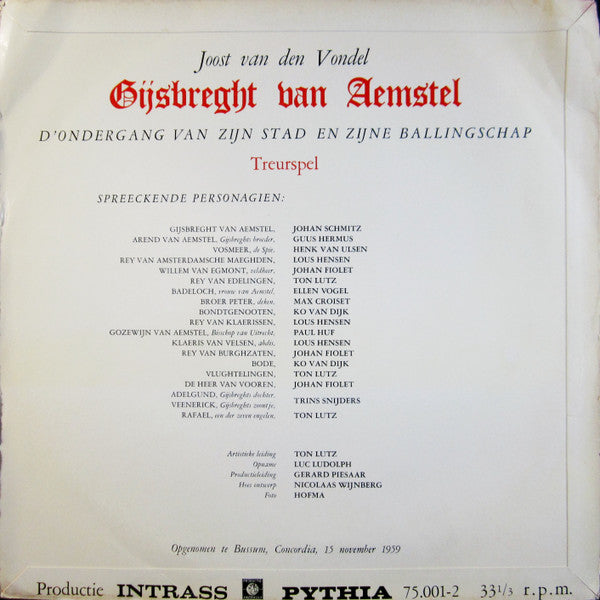 Joost van den Vondel
Gijsbreght van Aemstel
D'ONDERGANG VAN ZIJN STAD EN ZIJNE BALLINGSCHAP
Treurspel
SPREECKENDE PERSONAGIEN:
GIJSBREGHT VAN AEMSTEL, JOHAN SCHMITZ
AREND VAN AEMSTEL, Gijsbreghts broeder, GUUS HERMUS
VOSMEER, de Spie, HENK VAN ULSEN
REY VAN AMSTERDAMSCHE MAEGHDEN, LOUS HENSEN
WILLEM VAN EGMONT, veldheer, JOHAN FIOLET
REY VAN EDELINGEN, TON LUTZ
BADELOCH, vrouw van Aemstel, ELLEN VOGEL
BROER PETER, deken, MAX CROISET
BONDTGENOOTEN, KO VAN DIJK
REY VAN KLAERISSEN, LOUS HENSEN
GOZEWIJN VAN AEMSTEL, Bisschop van Uitrecht, PAUL HUF
KLAERIS VAN VELSEN, abdis, LOUS HENSEN
REY VAN BURGHZATEN, JOHAN FIOLET
BODE, KO VAN DIJK
VLUGHTELINGEN, TON LUTZ
DE HEER VAN VOOREN, JOHAN FIOLET
ADELGUND, Gijsbreghts dochter,
VEENERICK, Gijsbreghts zoontje, TRINS SNIJDERS
RAFAEL, een der zeven engelen, TON LUTZ
Artistieke leiding TON LUTZ
Opname LUC LUDOLPH
Productieleiding GERARD PIESAAR
Hoes ontwerp NICOLAAS WIJNBERG
Foto HOFMA
Opgenomen te Bussum, Concordia, 15 november 1959
Productie INTRASS PYTHIA 75.001-2 33 1/3 r.p.m.